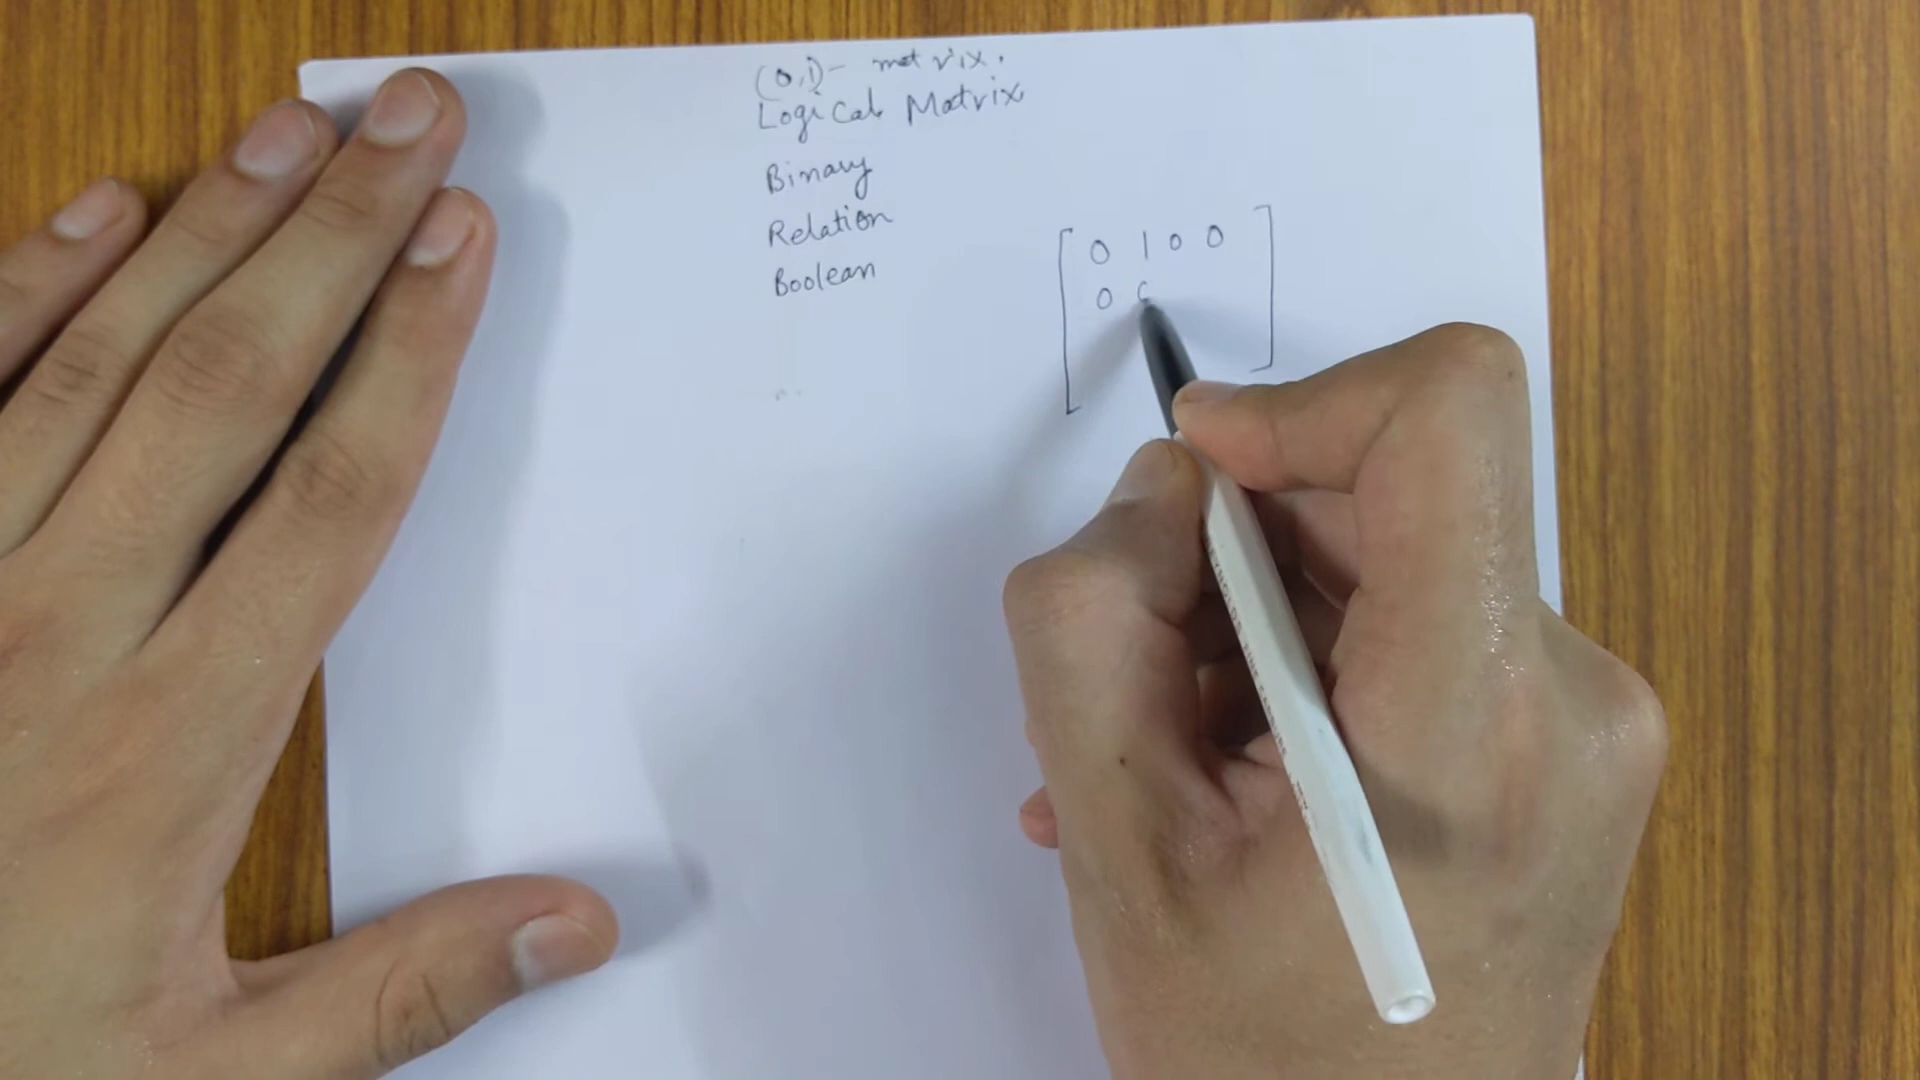 (0,1)- matrix.
Logical Matrix
Binary
Relation
Boolean
0 1 0 0
0